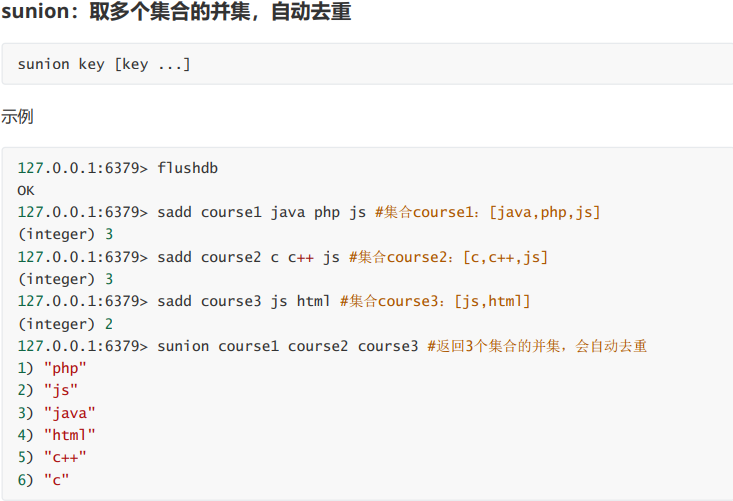 sunion：取多个集合的并集，自动去重
sunion key [key ...]
示例
127.0.0.1:6379> flushdb
OK
127.0.0.1:6379> sadd course1 java php js #集合course1：[java,php,js]
(integer) 3
127.0.0.1:6379> sadd course2 c c++ js #集合course2：[c,c++,js]
(integer) 3
127.0.0.1:6379> sadd course3 js html #集合course3：[js,html]
(integer) 2
127.0.0.1:6379> sunion course1 course2 course3 #返回3个集合的并集，会自动去重
1) "php"
2) "js"
3) "java"
4) "html"
5) "c++"
6) "c"